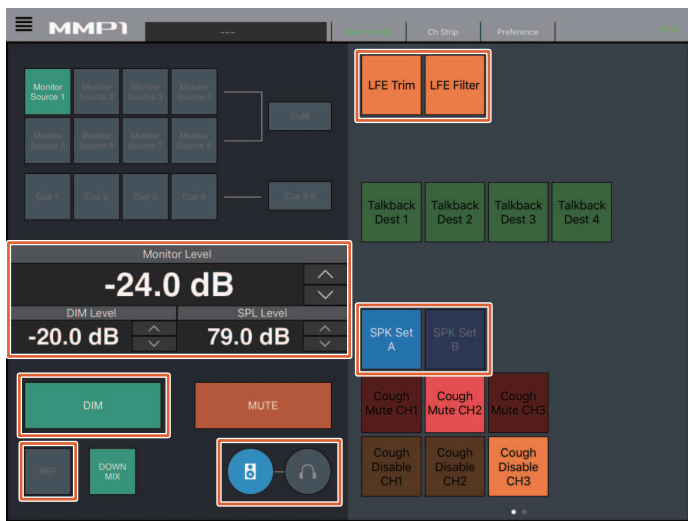 MMP1
---
Ch Strip
Preference
Monitor
Source 1
Monitor
Source 2
Monitor
Source 3
Monitor
Source 4
Monitor
Source 5
Monitor
Source 6
Monitor
Source 7
Monitor
Source 8
SUM
Cue 1
Cue 2
Cue 3
Cue 4
Cue 5-8
Monitor Level
-24.0 dB
DIM Level
SPL Level
-20.0 dB
79.0 dB
DIM
MUTE
REF
DOWN
MIX
LFE Trim
LFE Filter
Talkback
Dest 1
Talkback
Dest 2
Talkback
Dest 3
Talkback
Dest 4
SPK Set
A
SPK Set
B
Cough
Mute CH1
Cough
Mute CH2
Cough
Mute CH3
Cough
Disable
CH1
Cough
Disable
CH2
Cough
Disable
CH3